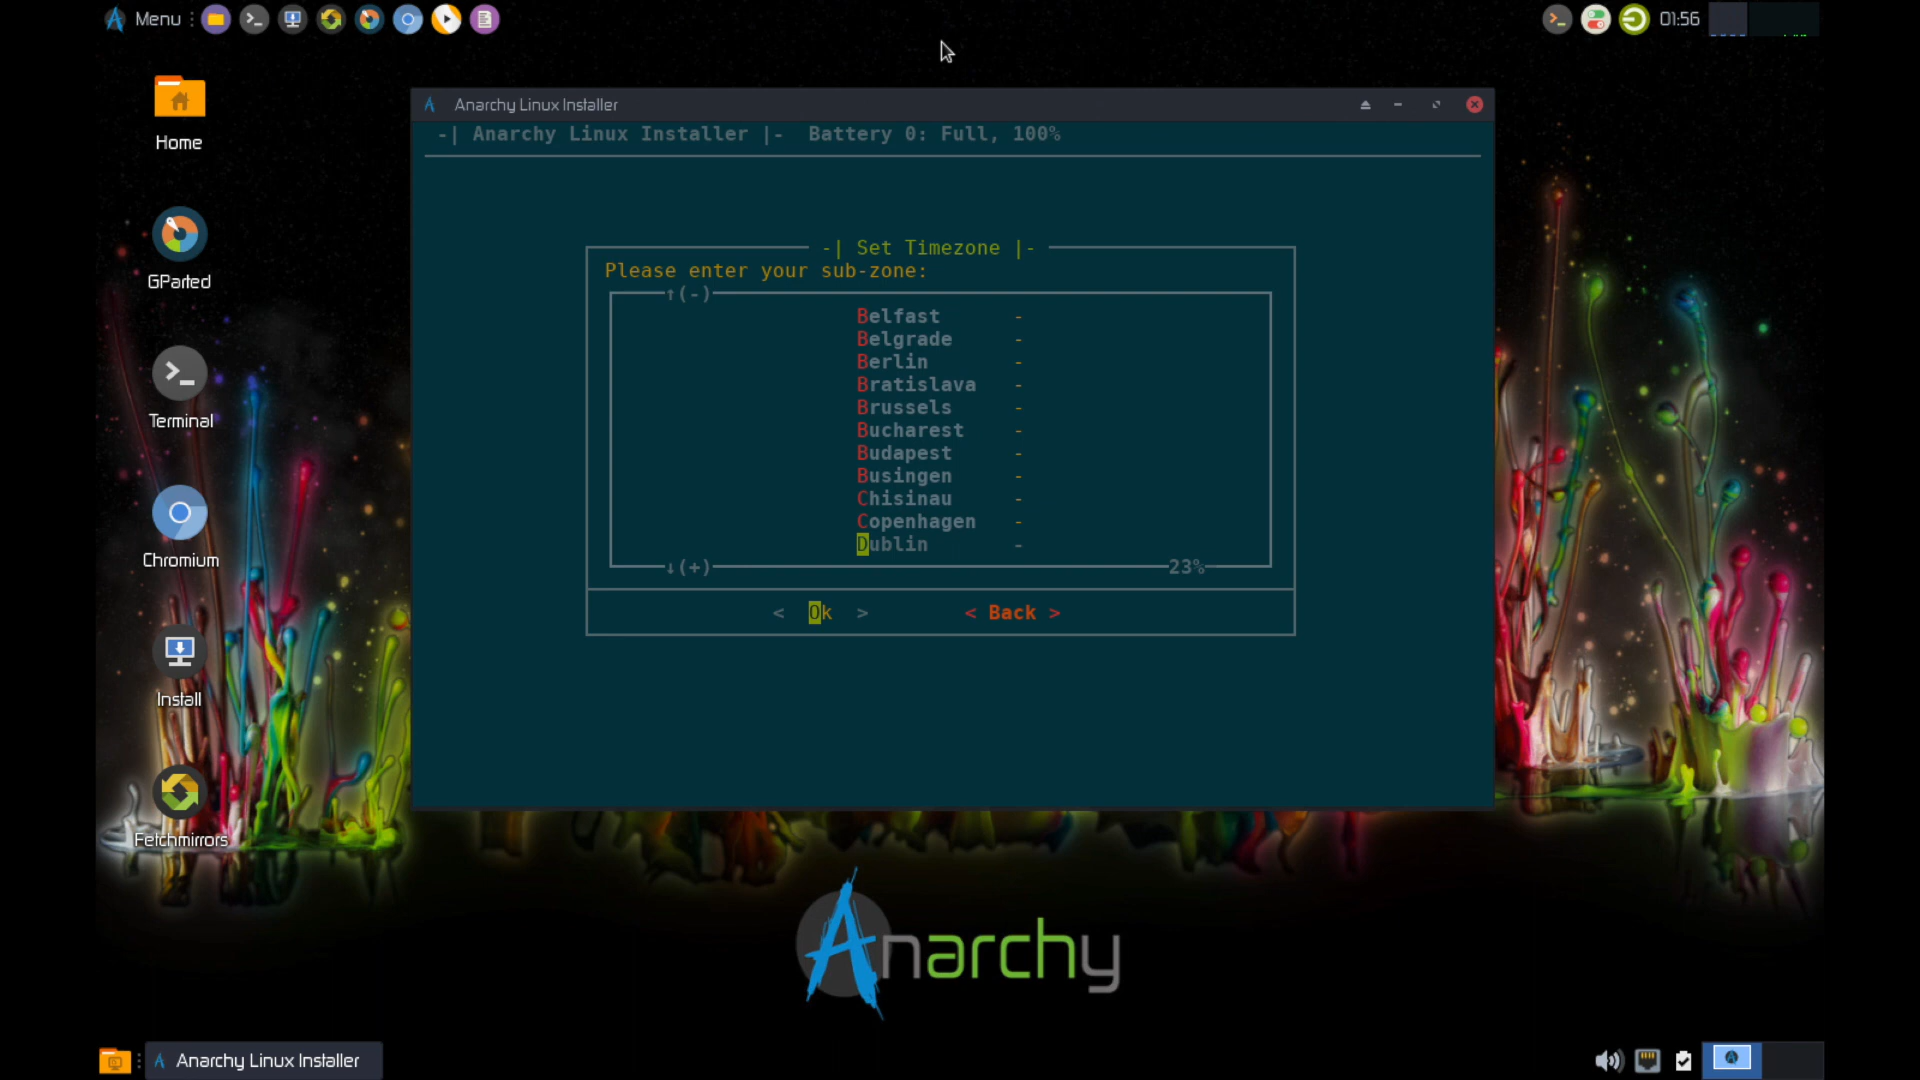 Menu
01:56
Home
GParted
Terminal
Chromium
Install
Fetchmirrors
Anarchy Linux Installer
-| Anarchy Linux Installer |-  Battery 0: Full, 100%
-| Set Timezone |-
Please enter your sub-zone:
↑(-)
Belfast -
Belgrade -
Berlin -
Bratislava -
Brussels -
Bucharest -
Budapest -
Busingen -
Chisinau -
Copenhagen -
Dublin -
↓(+) 23%
< Ok > < Back >
Anarchy
Anarchy Linux Installer